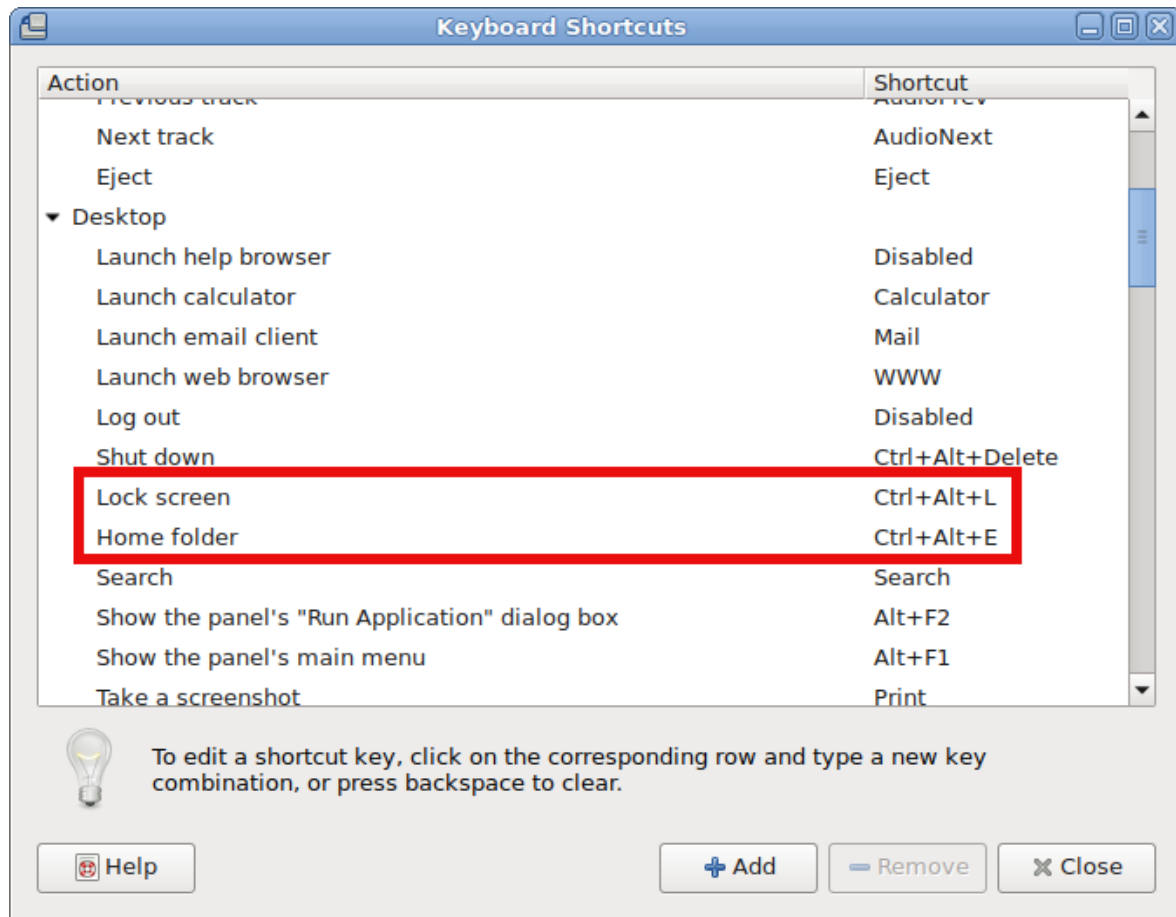 Keyboard Shortcuts
Action Shortcut
Previous track AudioPrev
Next track AudioNext
Eject Eject
Desktop
Launch help browser Disabled
Launch calculator Calculator
Launch email client Mail
Launch web browser WWW
Log out Disabled
Shut down Ctrl+Alt+Delete
Lock screen Ctrl+Alt+L
Home folder Ctrl+Alt+E
Search Search
Show the panel's "Run Application" dialog box Alt+F2
Show the panel's main menu Alt+F1
Take a screenshot Print
To edit a shortcut key, click on the corresponding row and type a new key
combination, or press backspace to clear.
Help Add Remove Close